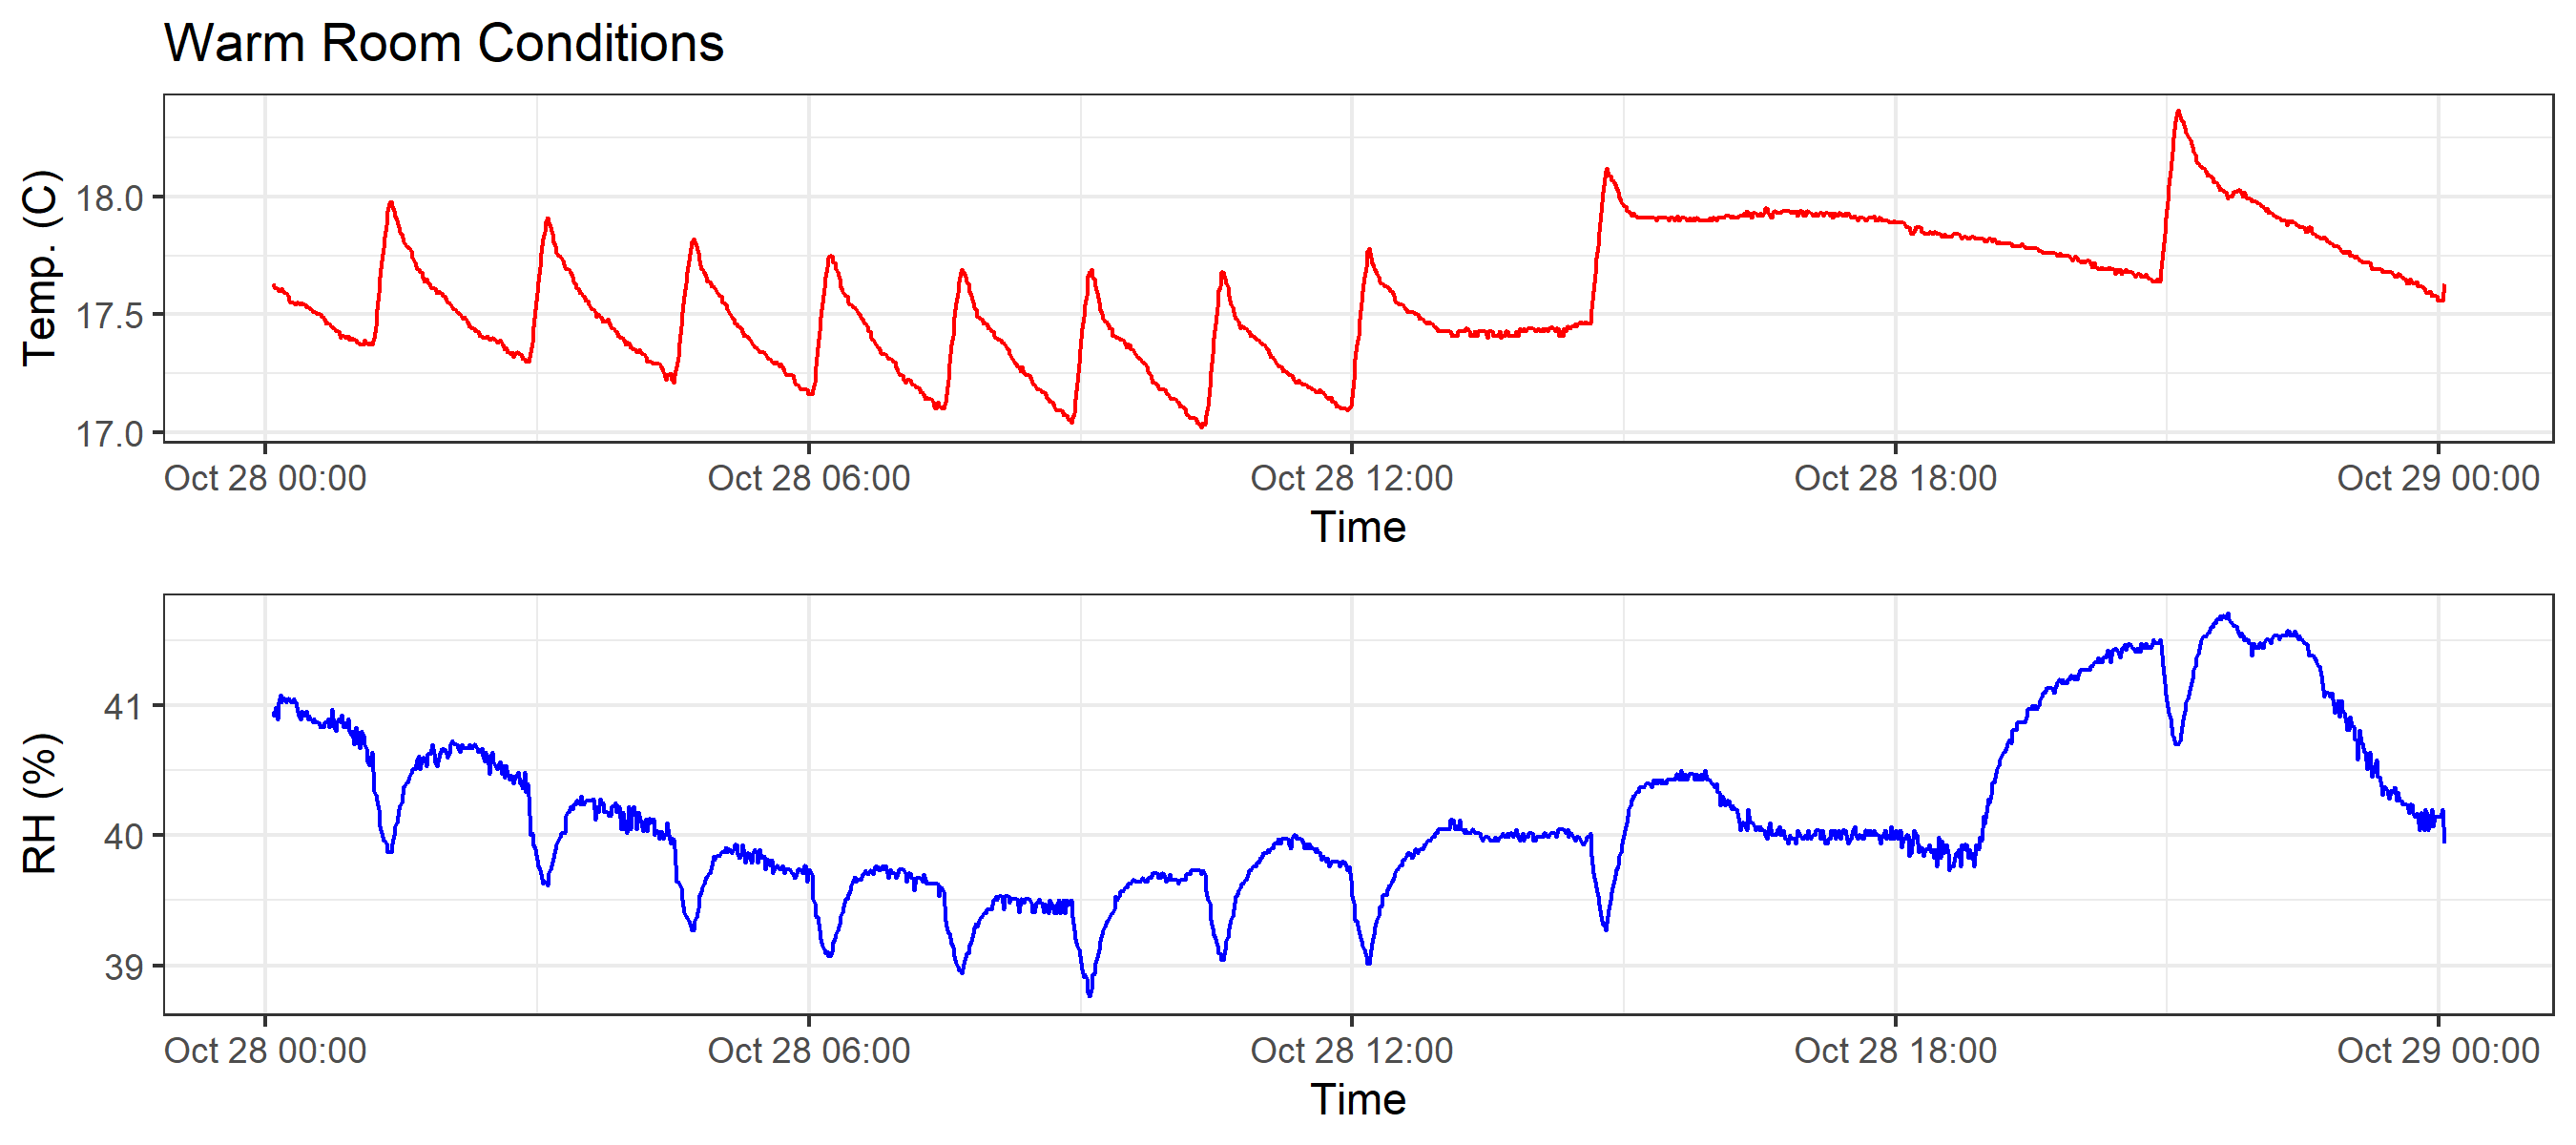 Warm Room Conditions
Temp. (C)
18.0
17.5
17.0
Oct 28 00:00 Oct 28 06:00 Oct 28 12:00 Oct 28 18:00 Oct 29 00:00
Time
RH (%)
41
40
39
Oct 28 00:00 Oct 28 06:00 Oct 28 12:00 Oct 28 18:00 Oct 29 00:00
Time